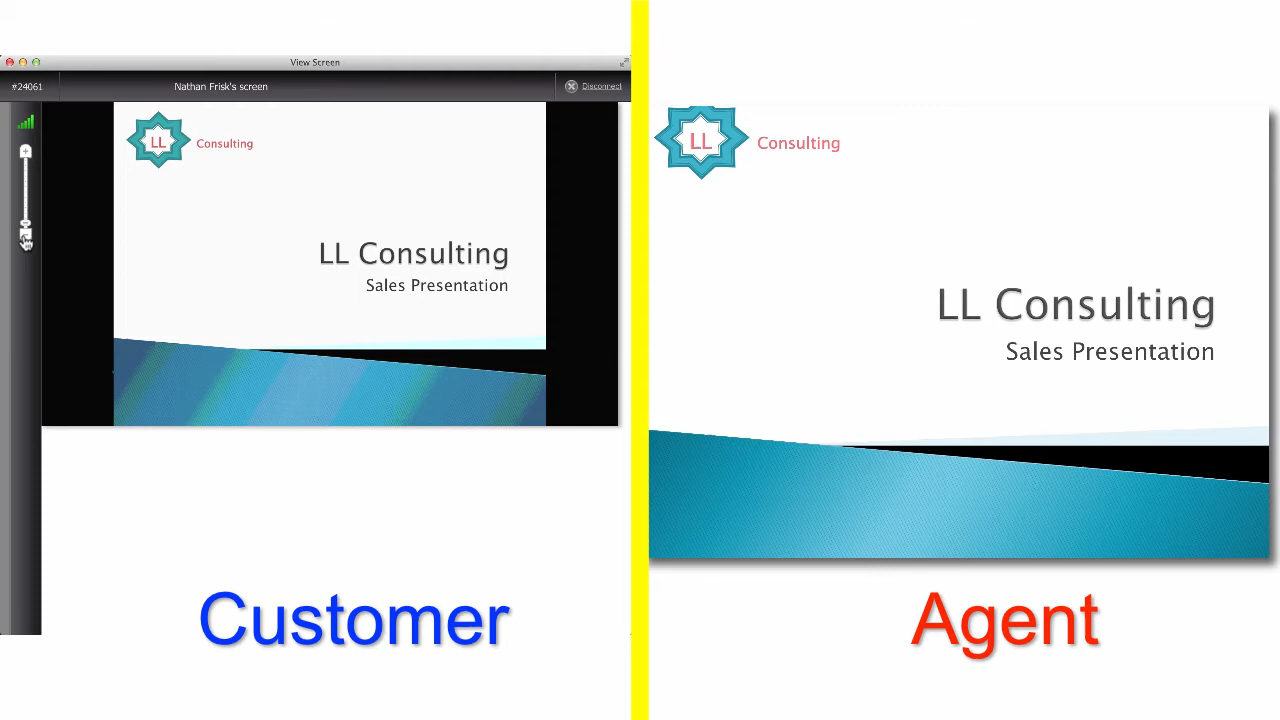 View Screen
#24061
Nathan Frisk's screen
Disconnect
LL
Consulting
LL Consulting
Sales Presentation
Customer
LL
Consulting
LL Consulting
Sales Presentation
Agent